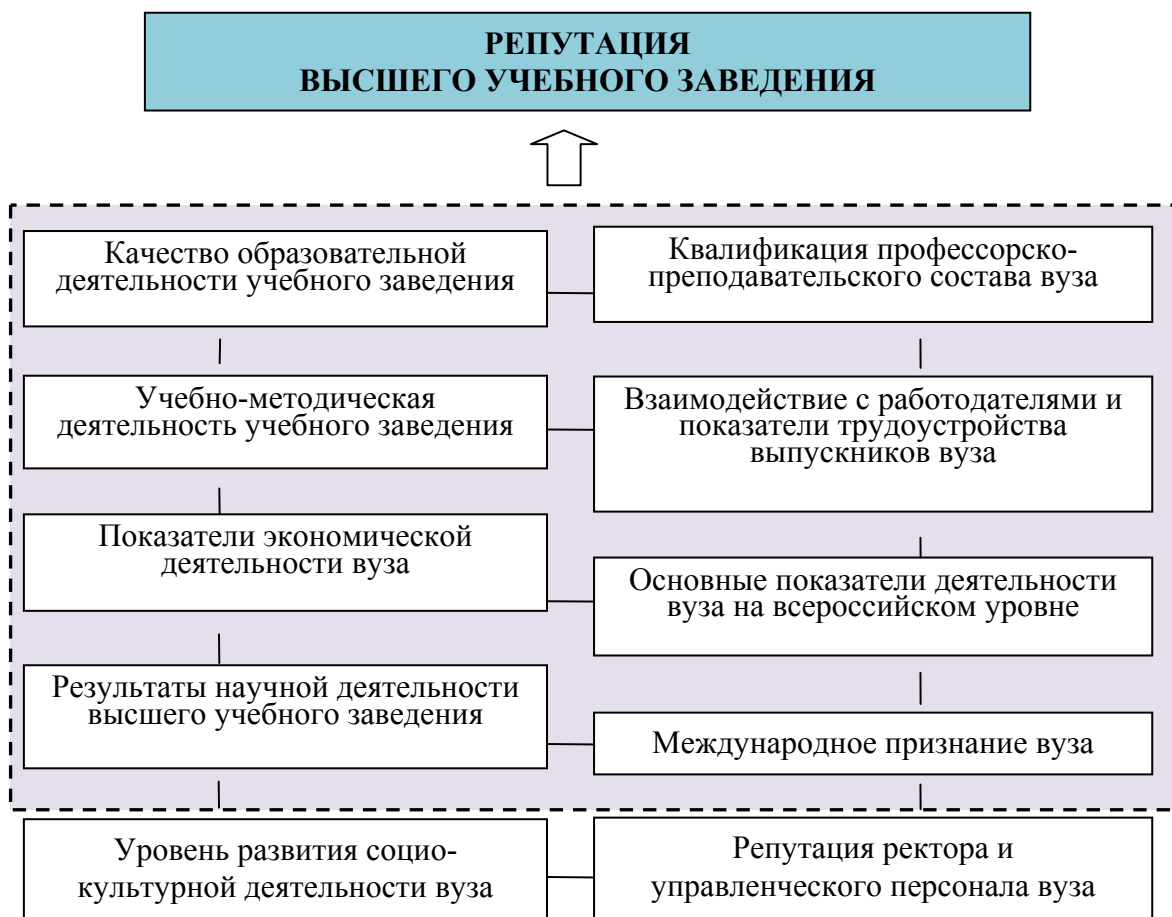 РЕПУТАЦИЯ
ВЫСШЕГО УЧЕБНОГО ЗАВЕДЕНИЯ
Качество образовательной
деятельности учебного заведения
Квалификация профессорско-
преподавательского состава вуза
Учебно-методическая
деятельность учебного заведения
Взаимодействие с работодателями и
показатели трудоустройства
выпускников вуза
Показатели экономической
деятельности вуза
Основные показатели деятельности
вуза на всероссийском уровне
Результаты научной деятельности
высшего учебного заведения
Международное признание вуза
Уровень развития социо-
культурной деятельности вуза
Репутация ректора и
управленческого персонала вуза